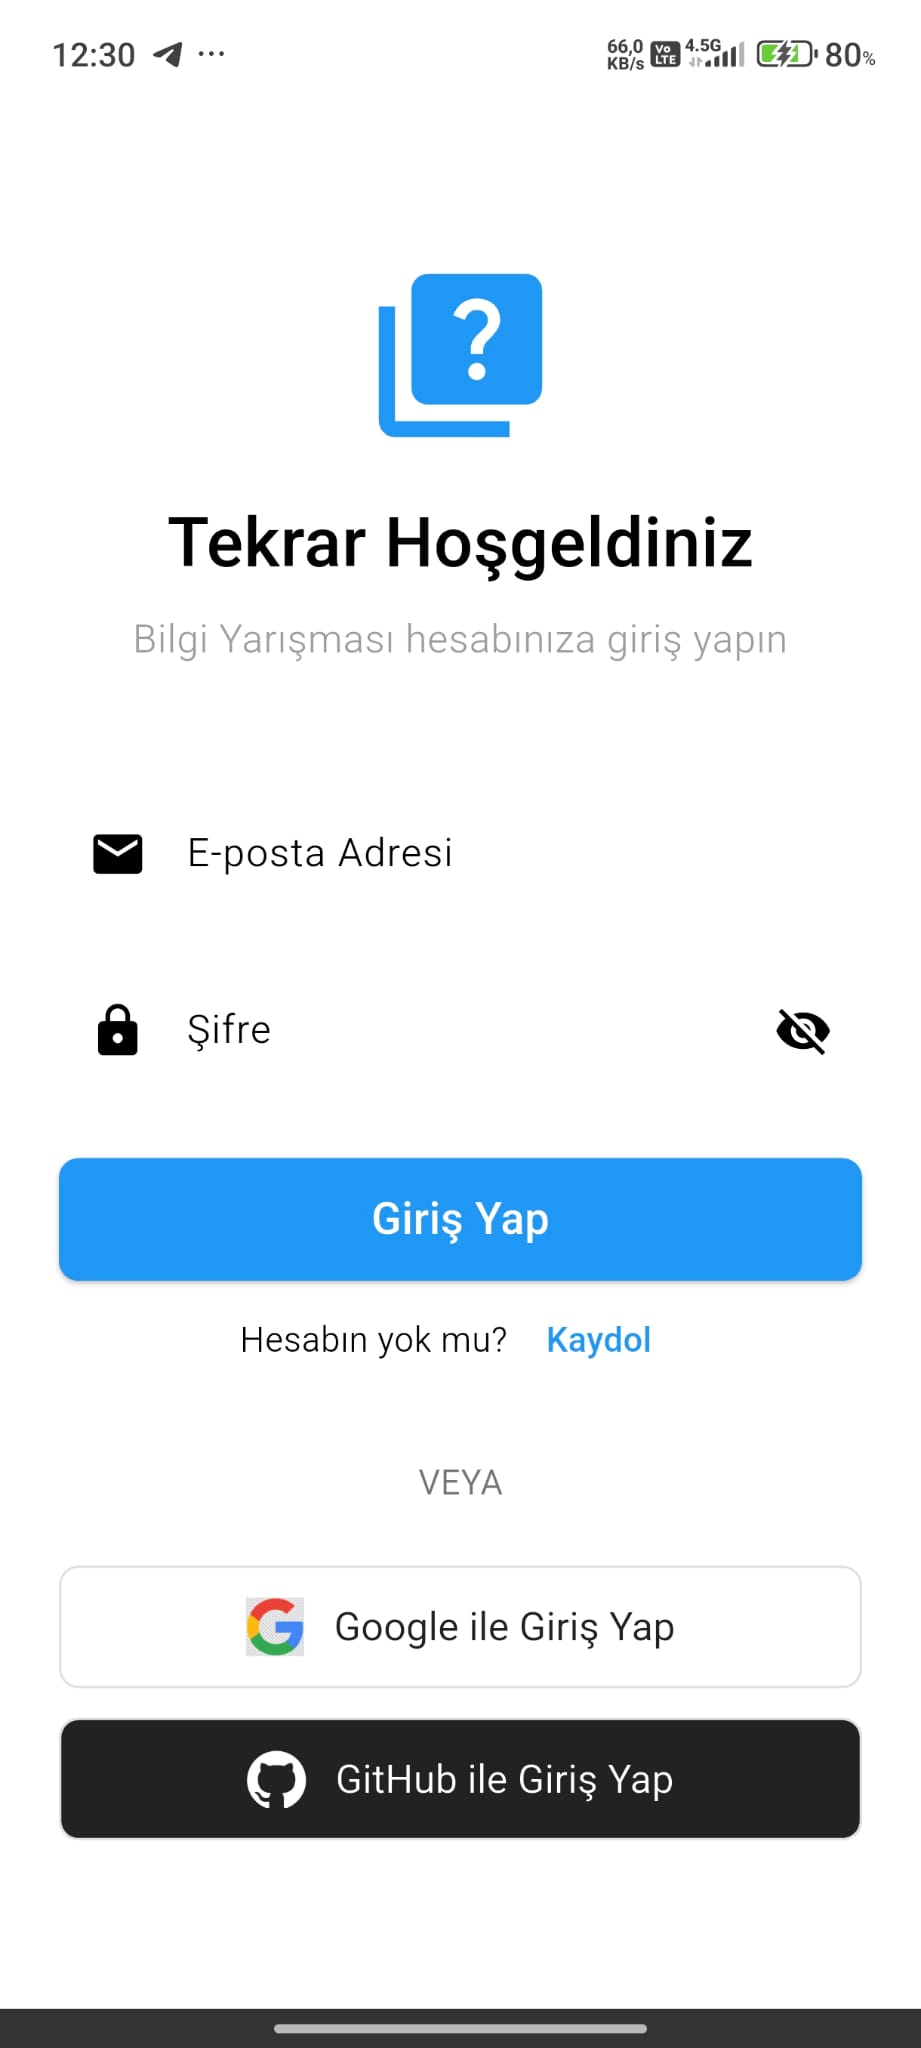 12:30 ... 66,0 KB/s Vo LTE 4.5G 80%
?
Tekrar Hoşgeldiniz
Bilgi Yarışması hesabınıza giriş yapın
E-posta Adresi
Şifre
Giriş Yap
Hesabın yok mu? Kaydol
VEYA
G Google ile Giriş Yap
GitHub ile Giriş Yap